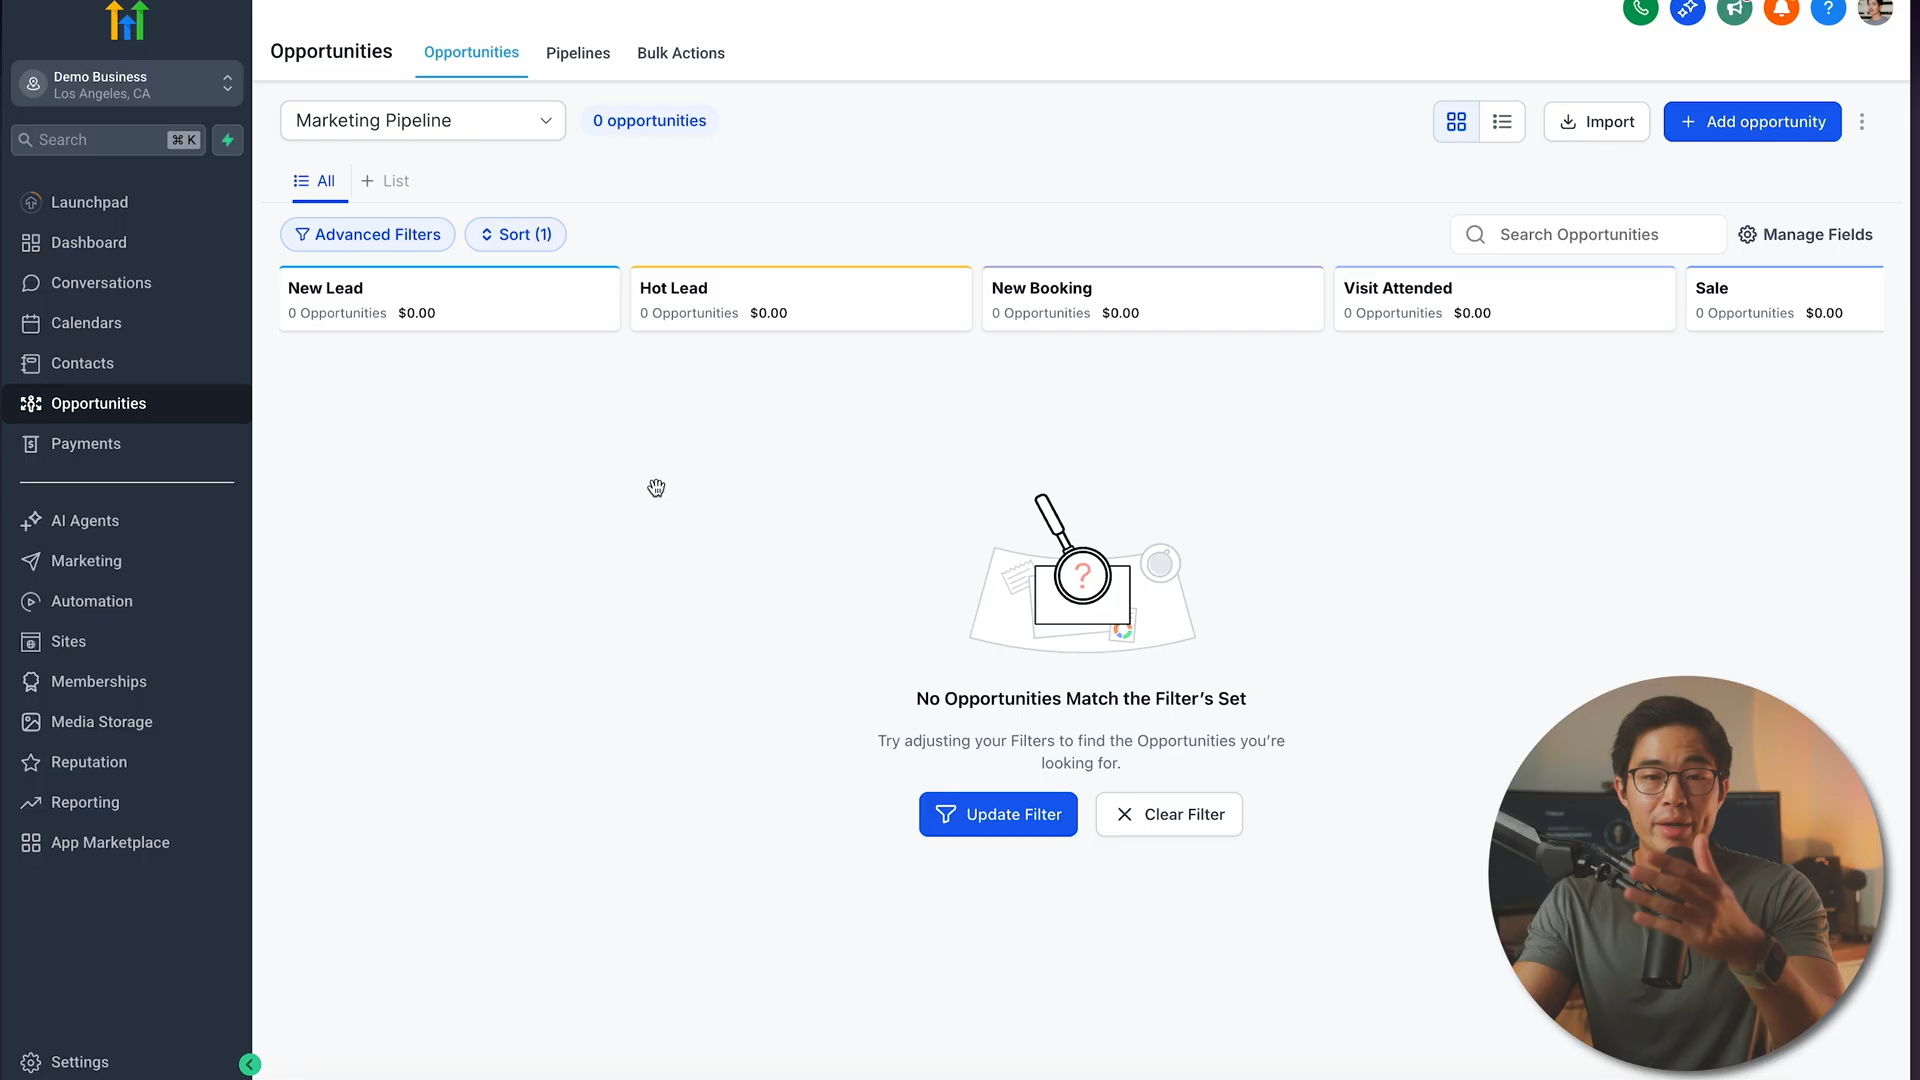 Opportunities
Opportunities
Pipelines
Bulk Actions
?
Demo Business
Los Angeles, CA
Search
⌘ K
Launchpad
Dashboard
Conversations
Calendars
Contacts
Opportunities
Payments
AI Agents
Marketing
Automation
Sites
Memberships
Media Storage
Reputation
Reporting
App Marketplace
Settings
Marketing Pipeline
0 opportunities
Import
+ Add opportunity
All
+ List
Advanced Filters
Sort (1)
Search Opportunities
Manage Fields
New Lead
0 Opportunities $0.00
Hot Lead
0 Opportunities $0.00
New Booking
0 Opportunities $0.00
Visit Attended
0 Opportunities $0.00
Sale
0 Opportunities $0.00
?
No Opportunities Match the Filter’s Set
Try adjusting your Filters to find the Opportunities you’re
looking for.
Update Filter
Clear Filter